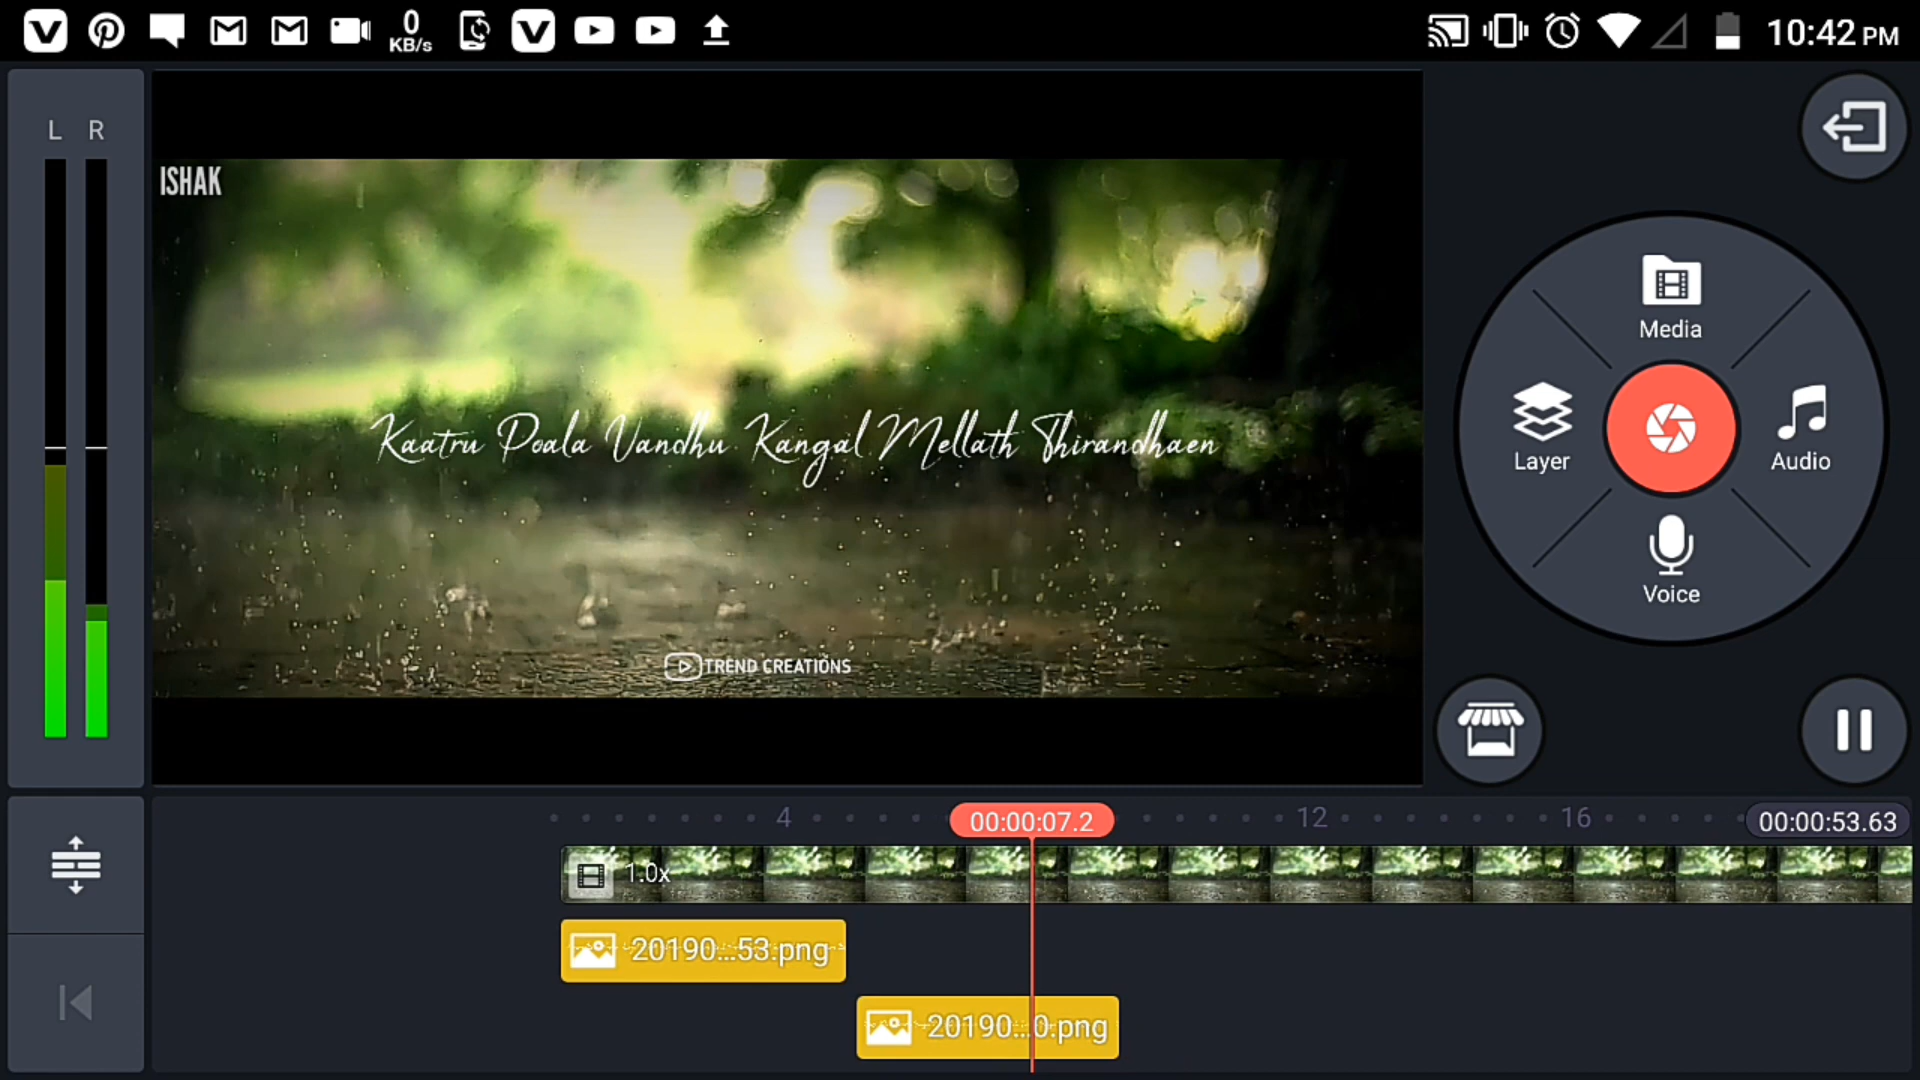 0
KB/s
10:42 PM
L R
ISHAK
Kaatru Poala Vandhu Kangal Mellath Thirandhaen
TREND CREATIONS
Media
Layer
Audio
Voice
4
00:00:07.2
12
16
00:00:53.63
1.0x
20190...53.png
20190...0.png